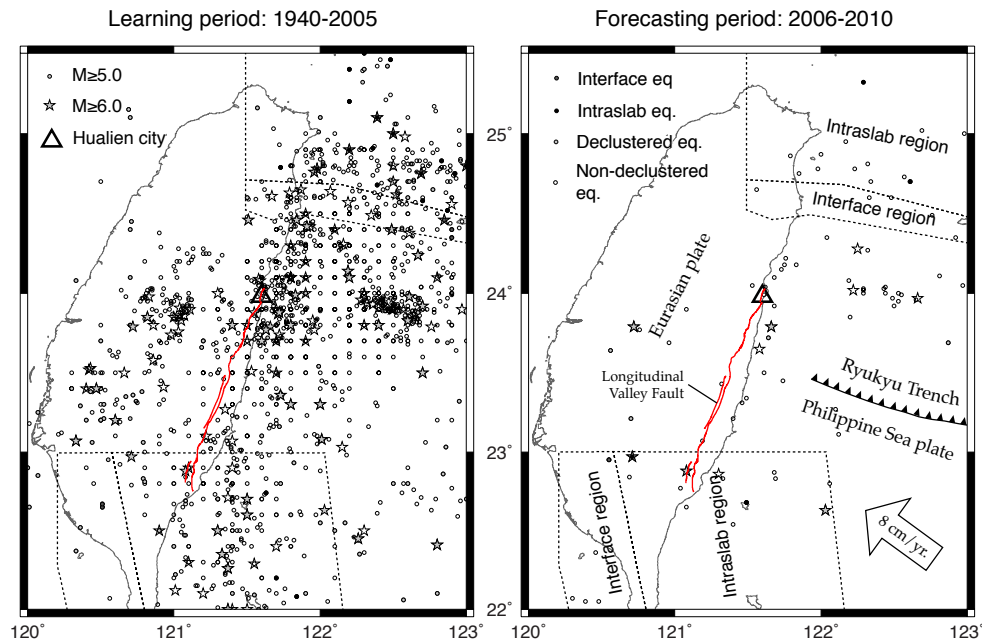 Learning period: 1940-2005
M≥5.0
M≥6.0
Hualien city
120˚
121˚
122˚
123˚
Forecasting period: 2006-2010
Interface eq
Intraslab eq.
Declustered eq.
Non-declustered
eq.
Intraslab region
Interface region
Eurasian plate
Longitudinal
Valley Fault
Ryukyu Trench
Philippine Sea plate
8 cm/yr.
Interface region
Intraslab region
25˚
24˚
23˚
22˚
120˚
121˚
122˚
123˚